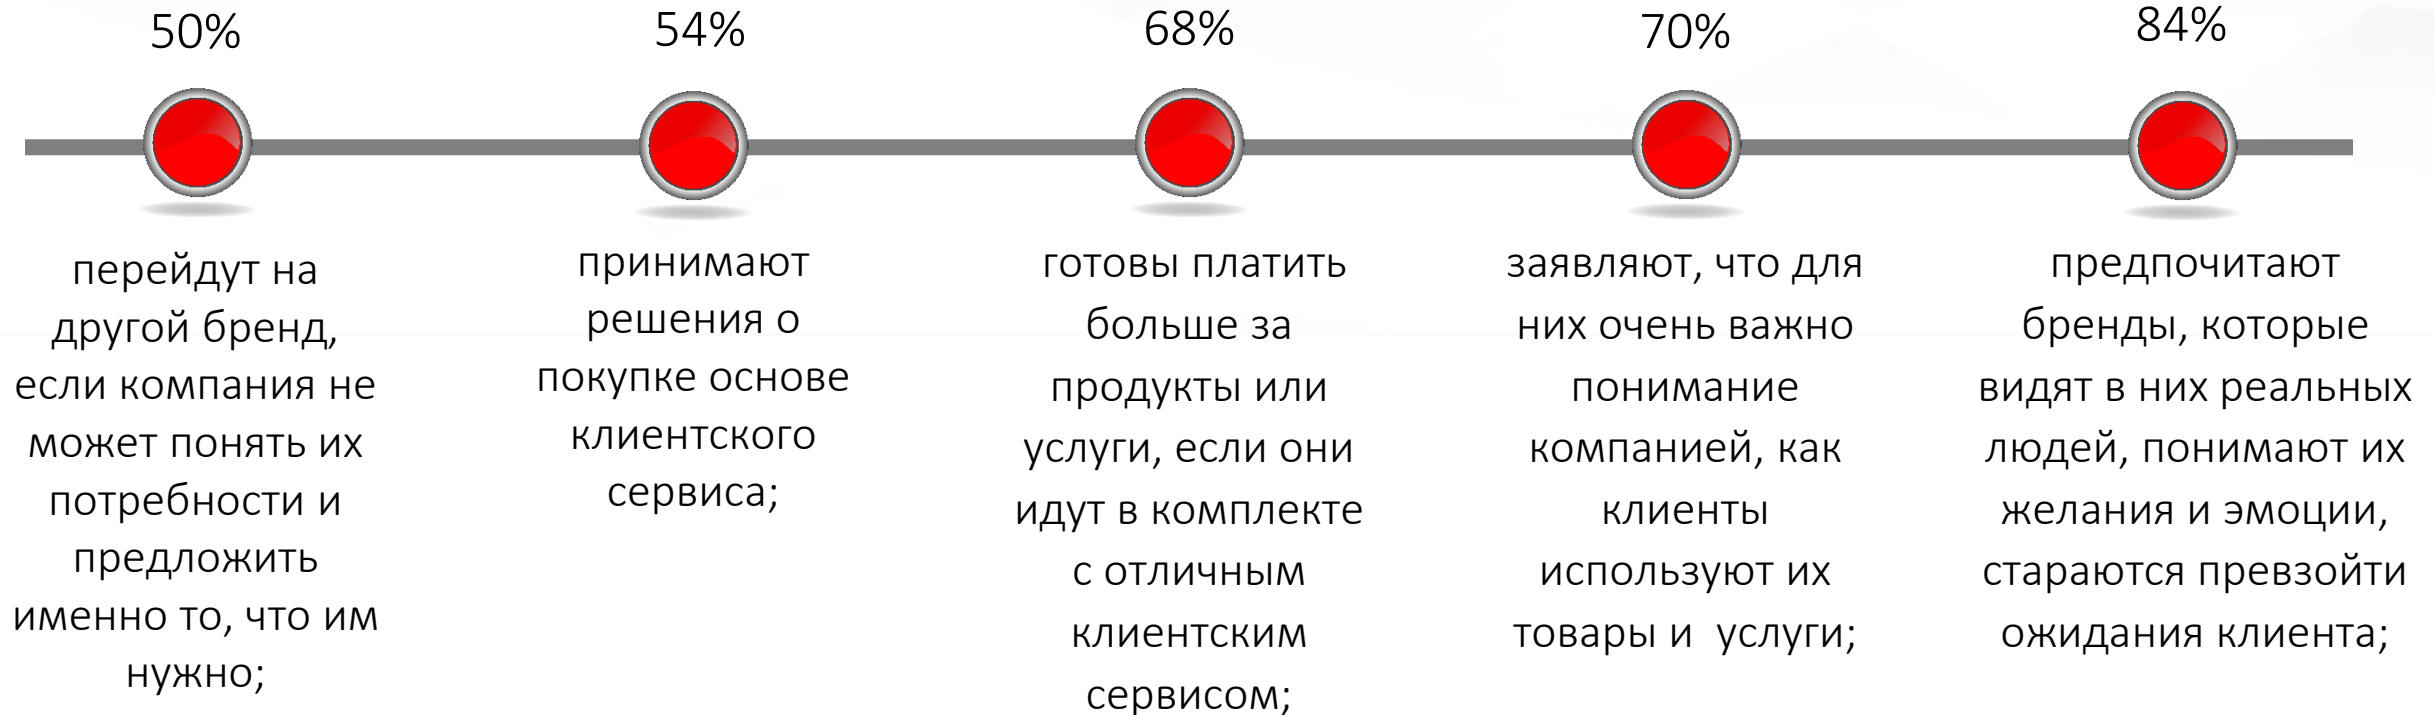 50%
перейдут на
другой бренд,
если компания не
может понять их
потребности и
предложить
именно то, что им
нужно;
54%
принимают
решения о
покупке основе
клиентского
сервиса;
68%
готовы платить
больше за
продукты или
услуги, если они
идут в комплекте
с отличным
клиентским
сервисом;
70%
заявляют, что для
них очень важно
понимание
компанией, как
клиенты
используют их
товары и  услуги;
84%
предпочитают
бренды, которые
видят в них реальных
людей, понимают их
желания и эмоции,
стараются превзойти
ожидания клиента;